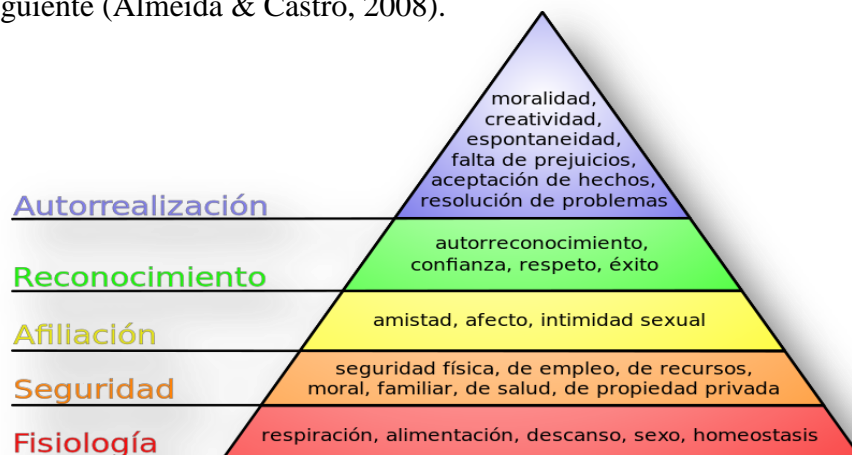 guiente (Almeida & Castro, 2008).
moralidad,
creatividad,
espontaneidad,
falta de prejuicios,
aceptación de hechos,
resolución de problemas
Autorrealización
autorreconocimiento,
confianza, respeto, éxito
Reconocimiento
amistad, afecto, intimidad sexual
Afiliación
seguridad física, de empleo, de recursos,
moral, familiar, de salud, de propiedad privada
Seguridad
respiración, alimentación, descanso, sexo, homeostasis
Fisiología